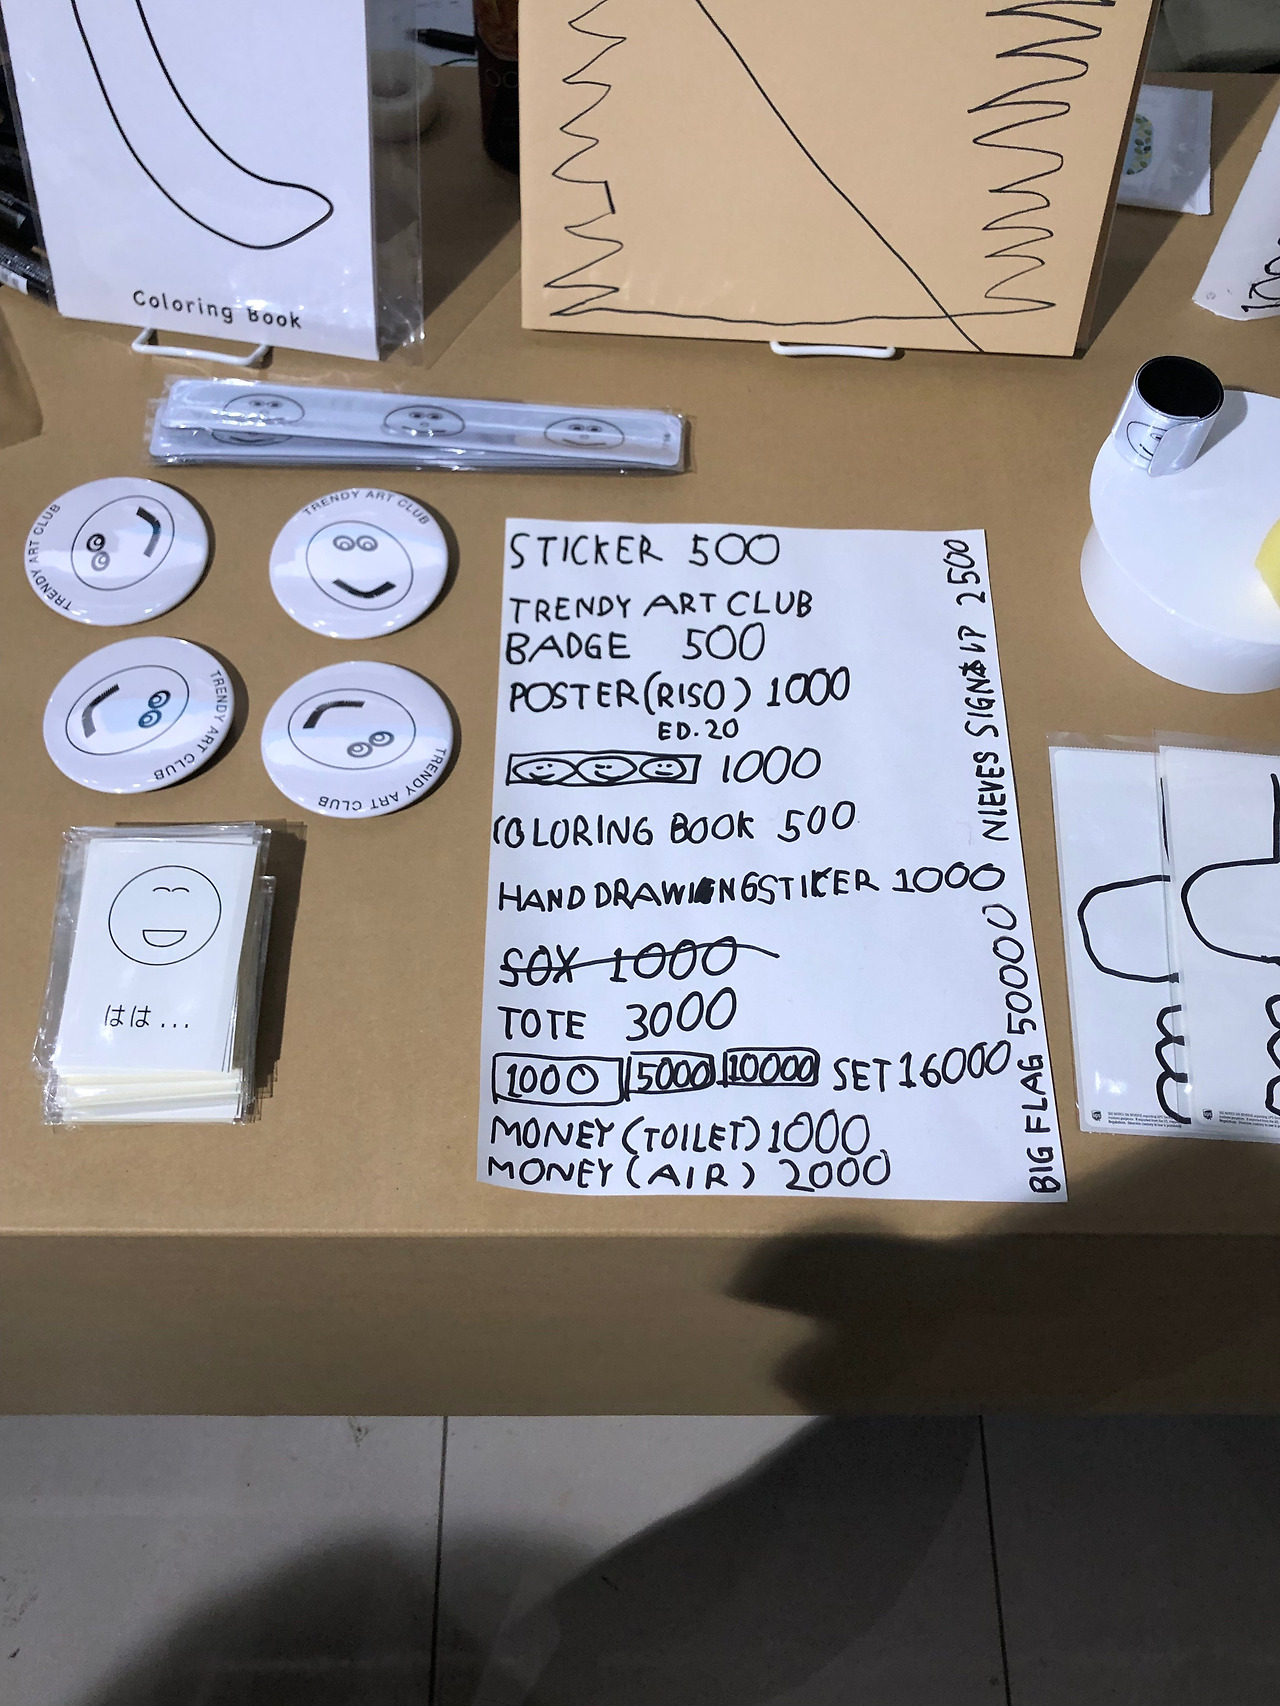 Coloring Book
TRENDY ART CLUB
TRENDY ART CLUB
TRENDY ART CLUB
TRENDY ART CLUB
はは...
STICKER 500
TRENDY ART CLUB
BADGE 500
POSTER (RISO) 1000
ED.20
1000
COLORING BOOK 500
HAND DRAWING STICKER 1000
SOX 1000
TOTE 3000
1000 5000 10000 SET 16000
MONEY (TOILET) 1000
MONEY (AIR) 2000
BIG FLAG 50000 NIEVES SIGN LP 2500